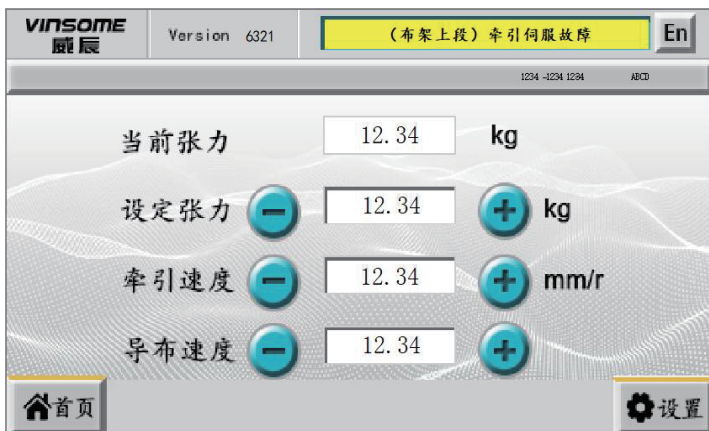 VINSOME
威辰
Version 6321
(布架上段) 牵引伺服故障
En
1234 -1234 1234 ABCD
当前张力 12.34 kg
设定张力 12.34 kg
牵引速度 12.34 mm/r
导布速度 12.34
首页
设置